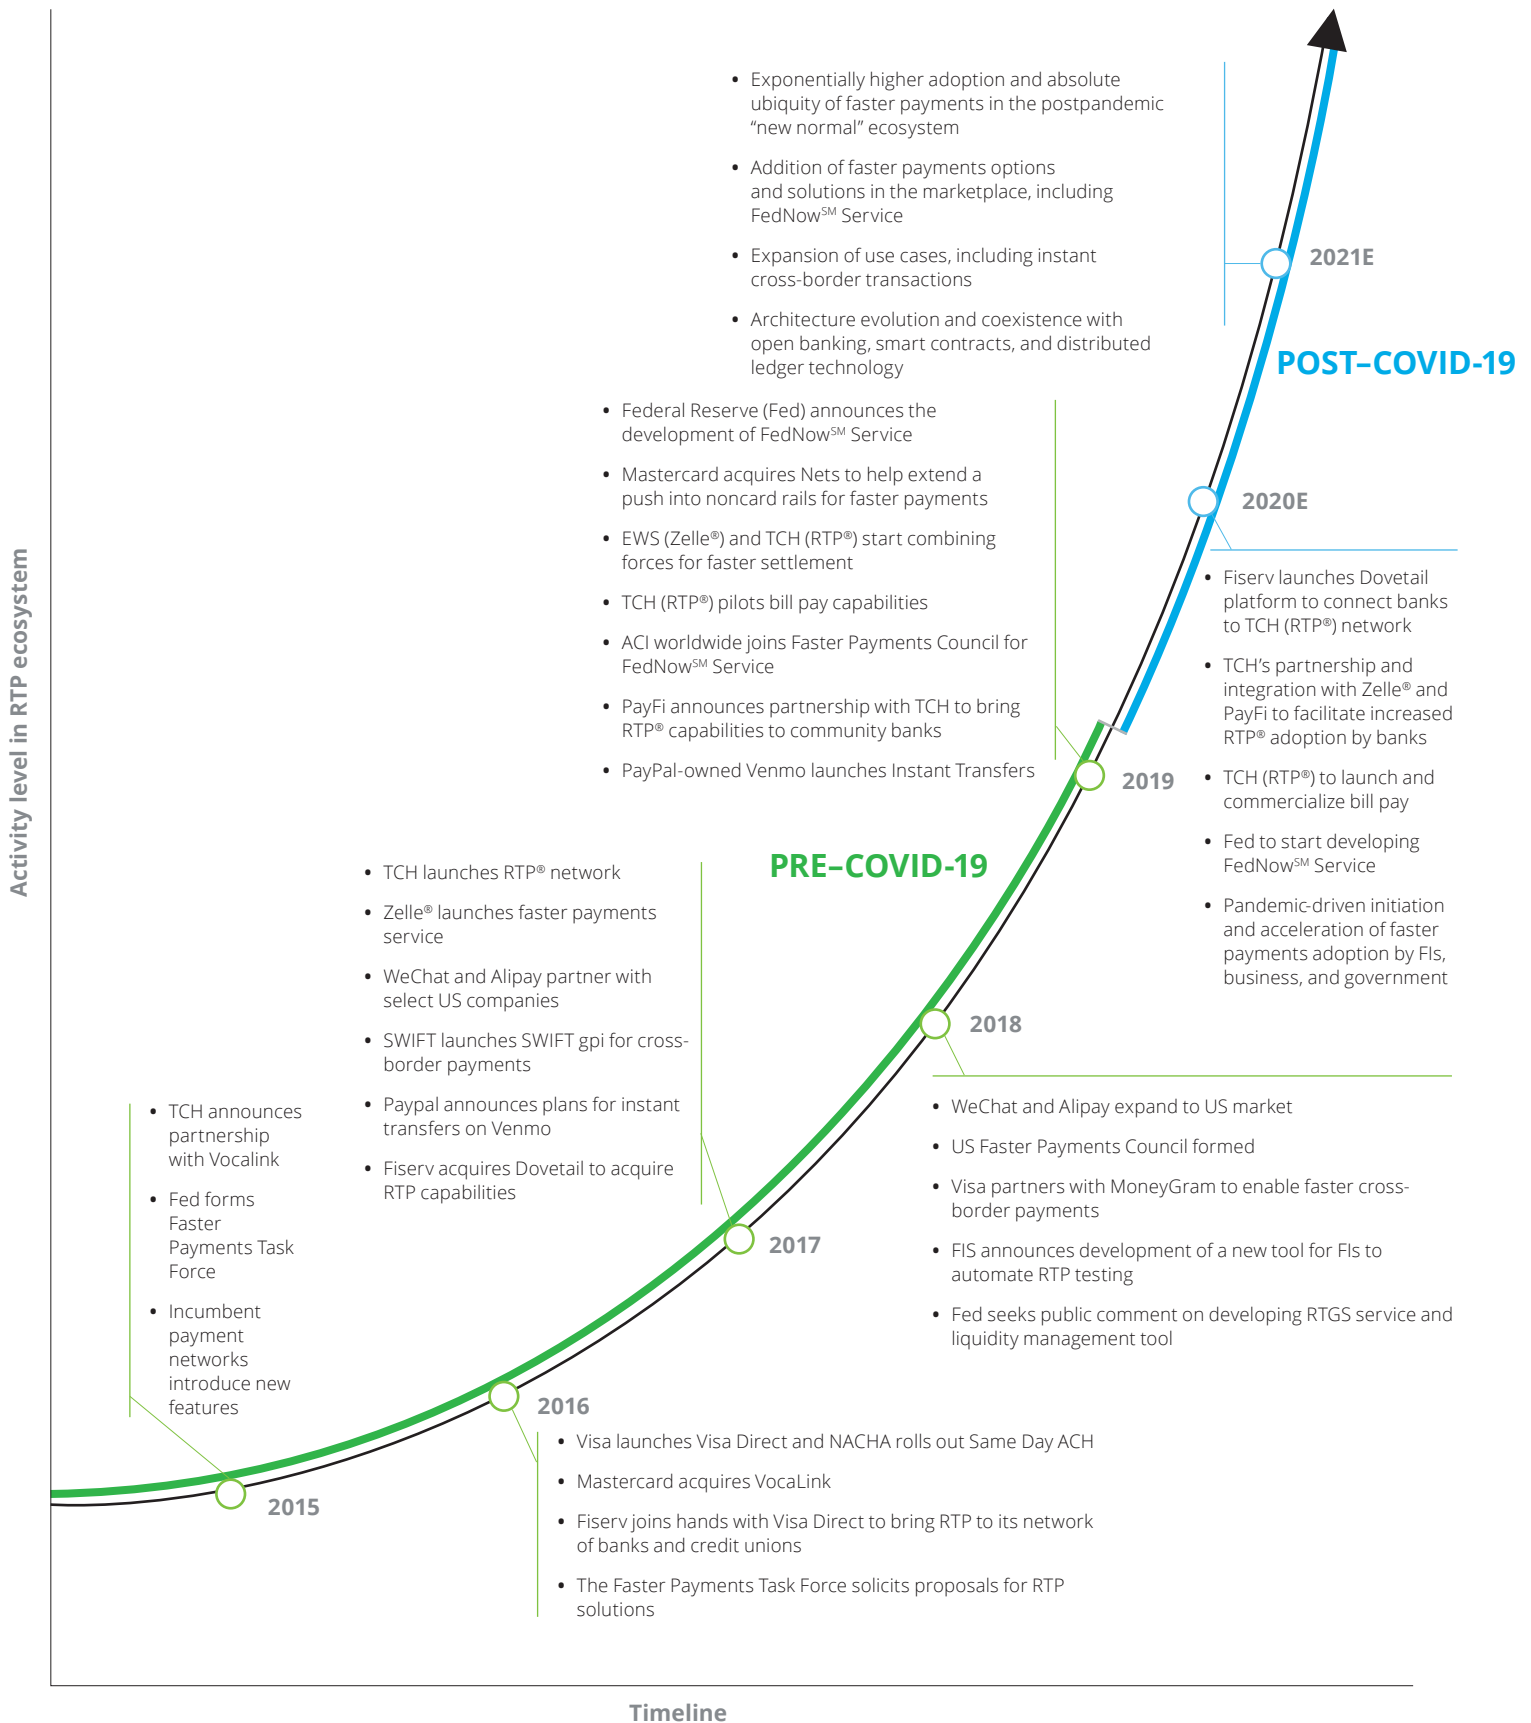 • Exponentially higher adoption and absolute
ubiquity of faster payments in the postpandemic
“new normal” ecosystem
• Addition of faster payments options
and solutions in the marketplace, including
FedNow℠ Service
• Expansion of use cases, including instant
cross-border transactions
• Architecture evolution and coexistence with
open banking, smart contracts, and distributed
ledger technology
2021E
POST–COVID-19
• Federal Reserve (Fed) announces the
development of FedNow℠ Service
• Mastercard acquires Nets to help extend a
push into noncard rails for faster payments
• EWS (Zelle®) and TCH (RTP®) start combining
forces for faster settlement
• TCH (RTP®) pilots bill pay capabilities
• ACI worldwide joins Faster Payments Council for
FedNow℠ Service
• PayFi announces partnership with TCH to bring
RTP® capabilities to community banks
• PayPal-owned Venmo launches Instant Transfers
2019
2020E
• Fiserv launches Dovetail
platform to connect banks
to TCH (RTP®) network
• TCH’s partnership and
integration with Zelle® and
PayFi to facilitate increased
RTP® adoption by banks
• TCH (RTP®) to launch and
commercialize bill pay
• Fed to start developing
FedNow℠ Service
• Pandemic-driven initiation
and acceleration of faster
payments adoption by FIs,
business, and government
Activity level in RTP ecosystem
PRE–COVID-19
• TCH launches RTP® network
• Zelle® launches faster payments
service
• WeChat and Alipay partner with
select US companies
• SWIFT launches SWIFT gpi for cross-
border payments
• Paypal announces plans for instant
transfers on Venmo
• Fiserv acquires Dovetail to acquire
RTP capabilities
2017
2018
• WeChat and Alipay expand to US market
• US Faster Payments Council formed
• Visa partners with MoneyGram to enable faster cross-
border payments
• FIS announces development of a new tool for FIs to
automate RTP testing
• Fed seeks public comment on developing RTGS service and
liquidity management tool
• TCH announces
partnership
with Vocalink
• Fed forms
Faster
Payments Task
Force
• Incumbent
payment
networks
introduce new
features
2015
2016
• Visa launches Visa Direct and NACHA rolls out Same Day ACH
• Mastercard acquires VocaLink
• Fiserv joins hands with Visa Direct to bring RTP to its network
of banks and credit unions
• The Faster Payments Task Force solicits proposals for RTP
solutions
Timeline